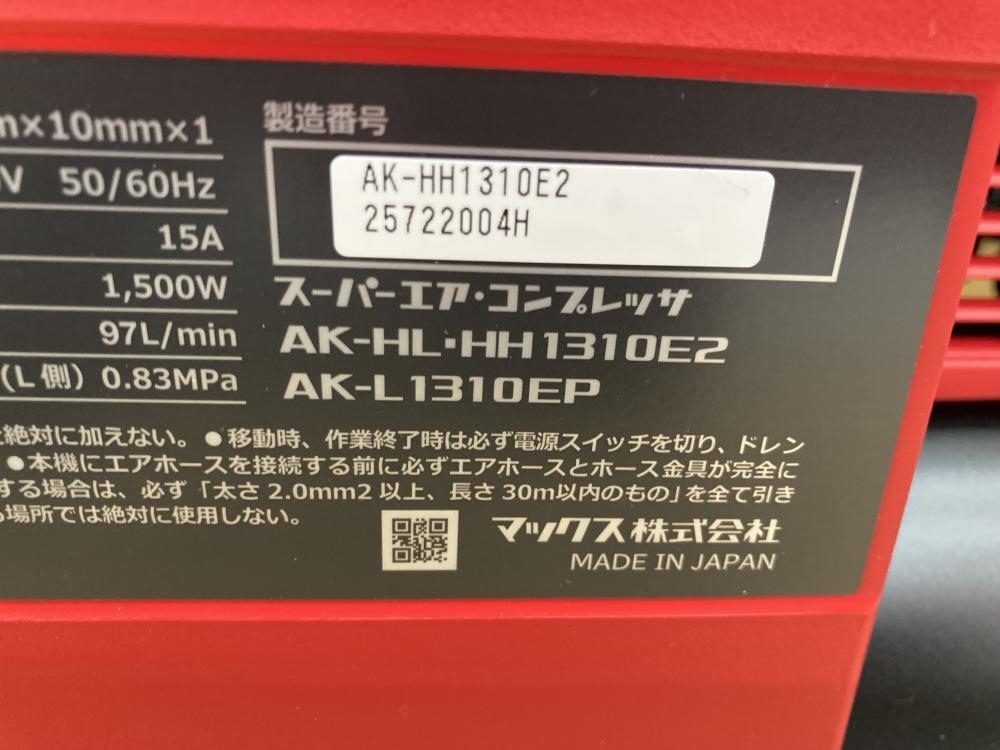 m×10mm×1
V 50/60Hz
15A
1,500W
97L/min
(L側) 0.83MPa
製造番号
AK-HH1310E2
25722004H
スーパーエア・コンプレッサ
AK-HL・HH1310E2
AK-L1310EP
絶対に加えない。●移動時、作業終了時は必ず電源スイッチを切り、ドレン
●本機にエアホースを接続する前に必ずエアホースとホース金具が完全に
する場合は、必ず「太さ2.0mm2以上、長さ30m以内のもの」を全て引き
場所では絶対に使用しない。
マックス株式会社
MADE IN JAPAN